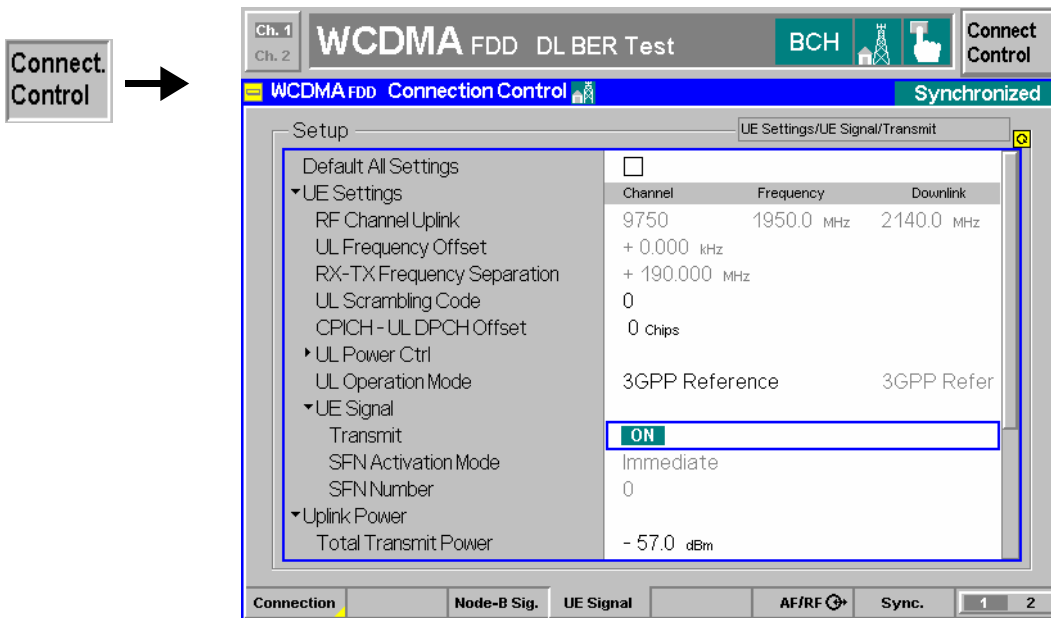 Connect.
Control
Ch. 1
Ch. 2
WCDMA FDD DL BER Test
BCH
Connect
Control
WCDMA FDD Connection Control
Synchronized
Setup
UE Settings/UE Signal/Transmit
Default All Settings
UE Settings Channel Frequency Downlink
RF Channel Uplink 9750 1950.0 MHz 2140.0 MHz
UL Frequency Offset + 0.000 kHz
RX-TX Frequency Separation + 190.000 MHz
UL Scrambling Code 0
CPICH - UL DPCH Offset 0 Chips
UL Power Ctrl
UL Operation Mode 3GPP Reference 3GPP Refer
UE Signal
Transmit ON
SFN Activation Mode Immediate
SFN Number 0
Uplink Power
Total Transmit Power - 57.0 dBm
Connection Node-B Sig. UE Signal AF/RF Sync. 1 2